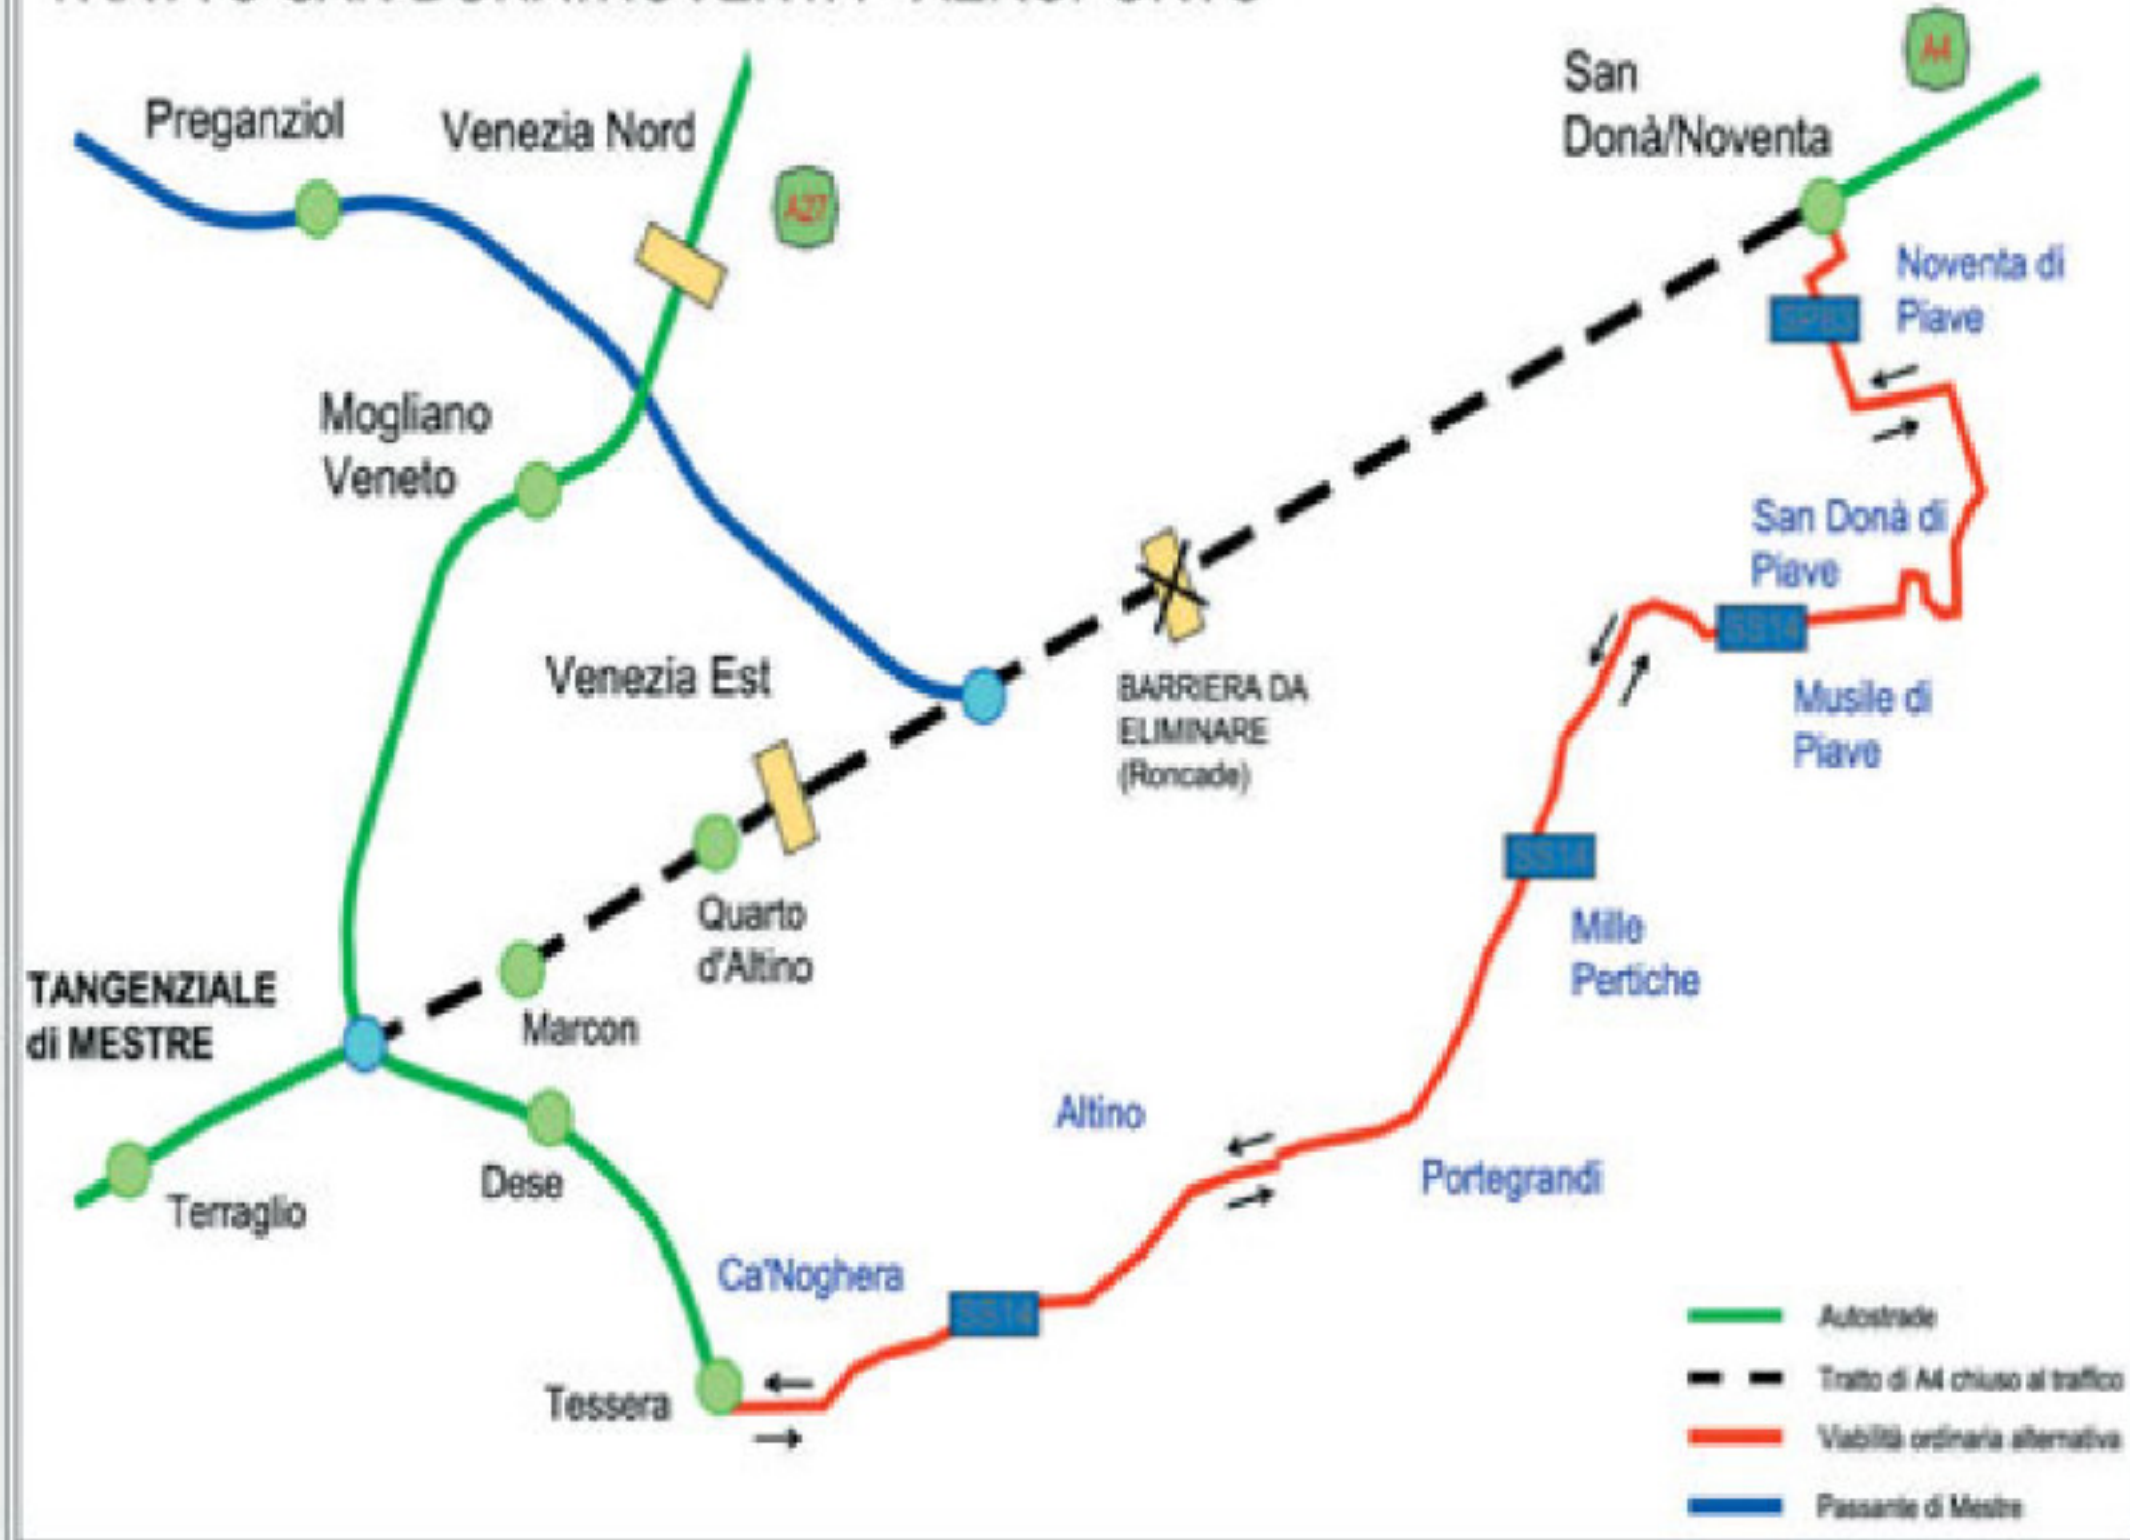 Preganziol
Venezia Nord
A27
San
Donà/Noventa
A4
Noventa di
Piave
SP83
Mogliano
Veneto
San Donà di
Piave
SS14
Musile di
Piave
Venezia Est
BARRIERA DA
ELIMINARE
(Roncade)
SS14
Mille
Pertiche
Quarto
d'Altino
TANGENZIALE
di MESTRE
Marcon
Altino
Portegrandi
Dese
Terraglio
Ca'Noghera
SS14
Tessera
Autostrade
Tratto di A4 chiuso al traffico
Viabilità ordinaria alternativa
Passante di Mestre